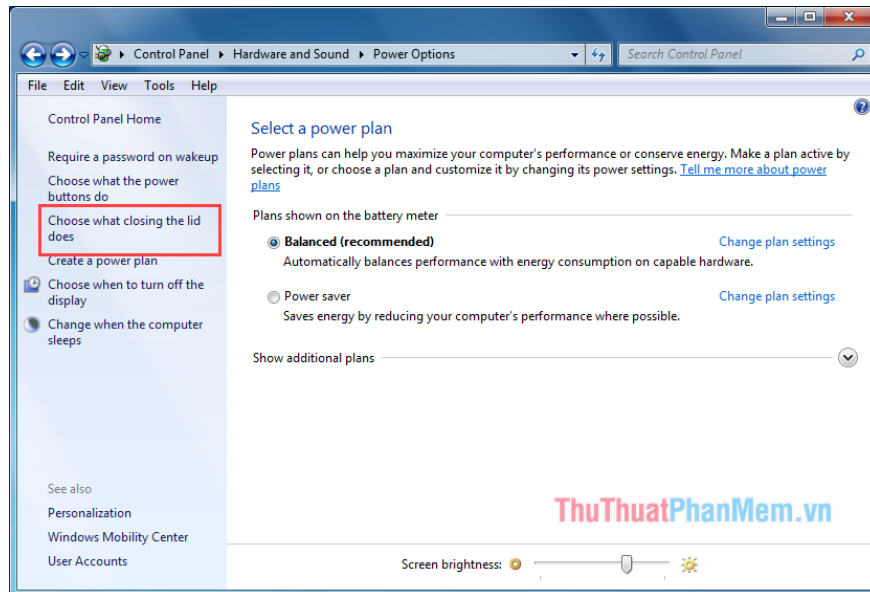 Control Panel Hardware and Sound Power Options Search Control Panel
File Edit View Tools Help
Control Panel Home
Require a password on wakeup
Choose what the power
buttons do
Choose what closing the lid
does
Create a power plan
Choose when to turn off the
display
Change when the computer
sleeps
See also
Personalization
Windows Mobility Center
User Accounts
Select a power plan
Power plans can help you maximize your computer's performance or conserve energy. Make a plan active by
selecting it, or choose a plan and customize it by changing its power settings. Tell me more about power
plans
Plans shown on the battery meter
Balanced (recommended) Change plan settings
Automatically balances performance with energy consumption on capable hardware.
Power saver Change plan settings
Saves energy by reducing your computer's performance where possible.
Show additional plans
ThuThuatPhanMem.vn
Screen brightness: